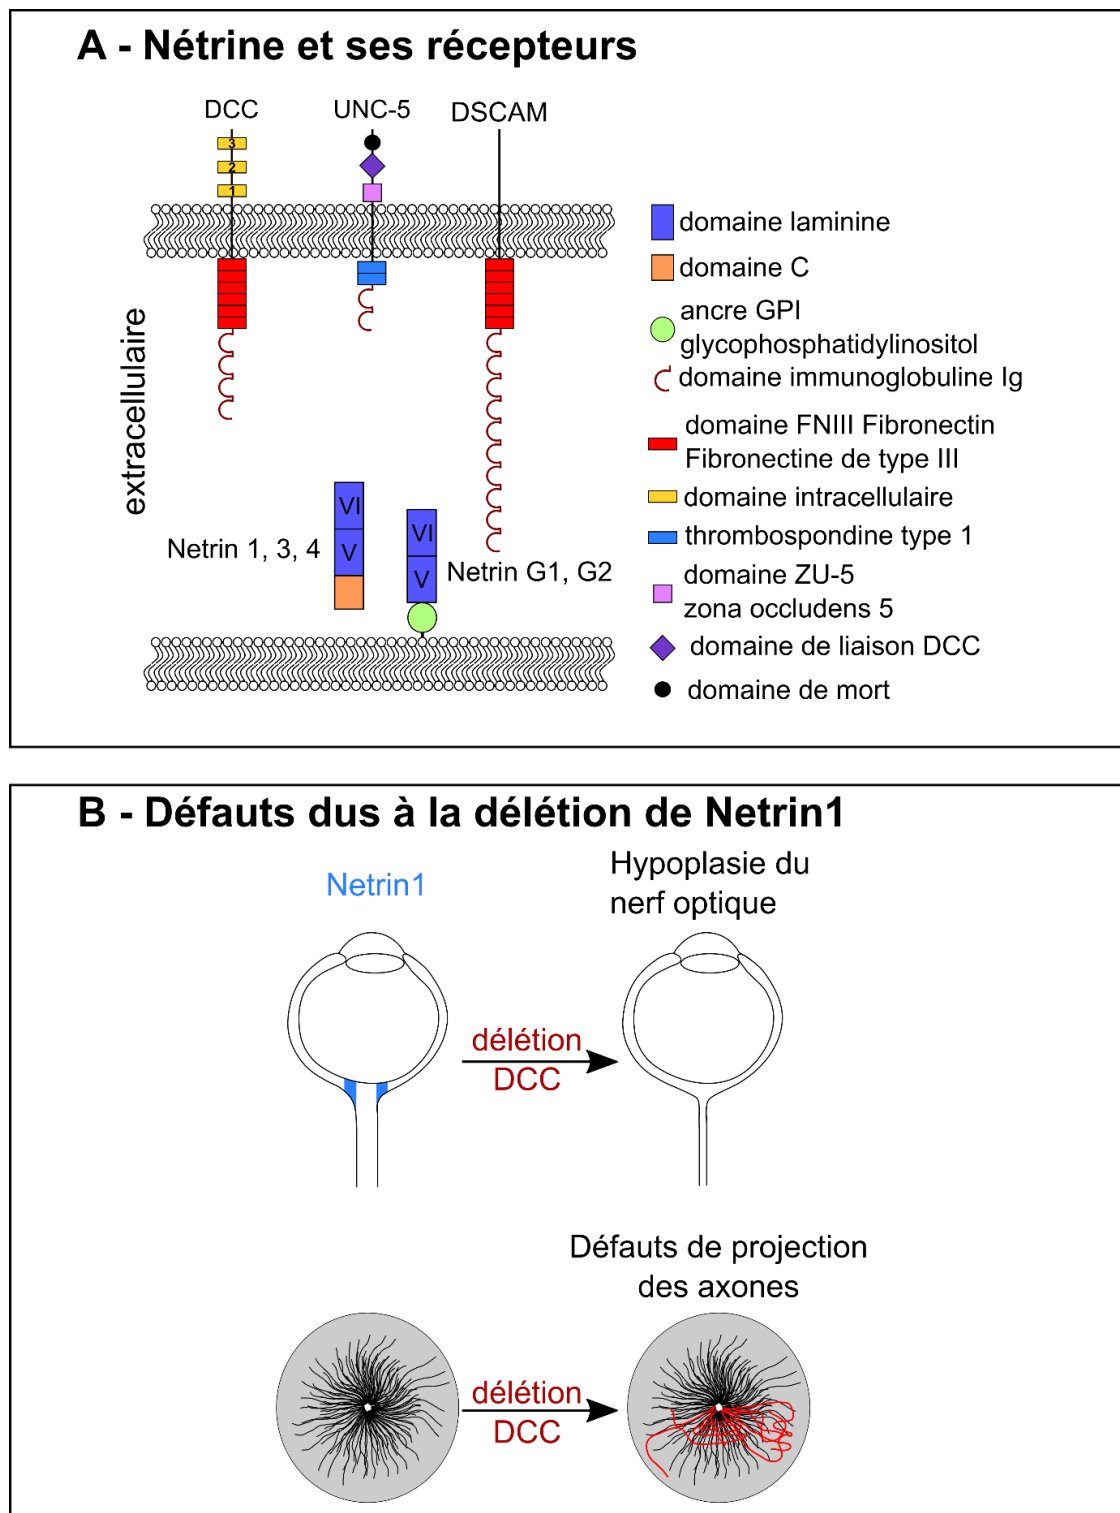 A - Nétrine et ses récepteurs
DCC
UNC-5
DSCAM
3
2
1
extracellulaire
VI
V
Netrin 1, 3, 4
VI
V
Netrin G1, G2
domaine laminine
domaine C
ancre GPI
glycophosphatidylinositol
domaine immunoglobuline Ig
domaine FNIII Fibronectin
Fibronectine de type III
domaine intracellulaire
thrombospondine type 1
domaine ZU-5
zona occludens 5
domaine de liaison DCC
domaine de mort
B - Défauts dus à la délétion de Netrin1
Netrin1
Hypoplasie du
nerf optique
délétion
DCC
Défauts de projection
des axones
délétion
DCC